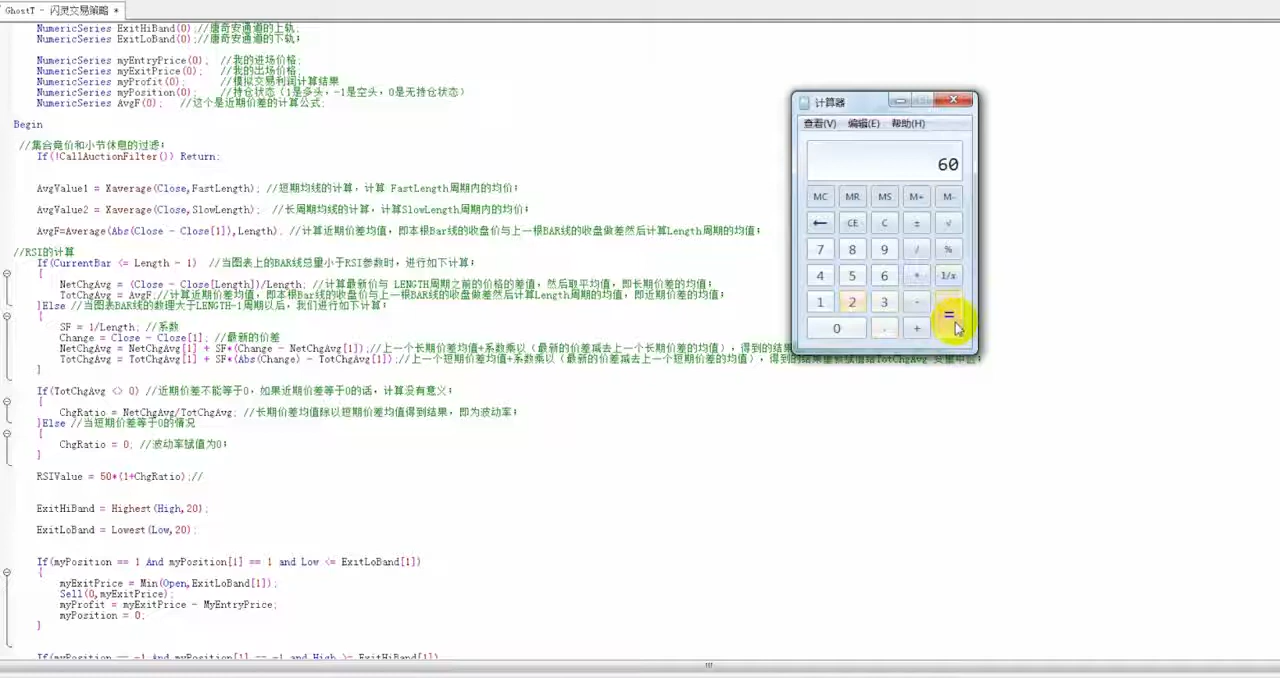 GhostT - 闪灵交易策略 *
NumericSeries ExitHiBand(0);//唐奇安通道的上轨;
NumericSeries ExitLoBand(0);//唐奇安通道的下轨;
NumericSeries myEntryPrice(0); //我的进场价格;
NumericSeries myExitPrice(0); //我的出场价格;
NumericSeries myProfit(0); //模拟交易利润计算结果
NumericSeries myPosition(0); //持仓状态（1是多头，-1是空头，0是无持仓状态）
NumericSeries AvgF(0); //这个是近期价差的计算公式;
Begin
//集合竞价和小节休息的过滤;
If(!CallAuctionFilter()) Return;
AvgValue1 = Xaverage(Close,FastLength); //短期均线的计算，计算 FastLength周期内的均价;
AvgValue2 = Xaverage(Close,SlowLength); //长周期均线的计算，计算SlowLength周期内的均价;
AvgF=Average(Abs(Close - Close[1]),Length); //计算近期价差均值，即本根Bar线的收盘价与上一根BAR线的收盘做差然后计算Length周期的均值;
//RSI的计算
If(CurrentBar <= Length - 1) //当图表上的BAR线总量小于RSI参数时，进行如下计算;
{
NetChgAvg = (Close - Close[Length])/Length; //计算最新价与 LENGTH周期之前的价格的差值，然后取平均值，即长期价差的均值;
TotChgAvg = AvgF;//计算近期价差均值，即本根Bar线的收盘价与上一根BAR线的收盘做差然后计算Length周期的均值，即近期价差的均值;
}Else //当图表BAR线的数理大于LENGTH-1周期以后，我们进行如下计算;
{
SF = 1/Length; //系数
Change = Close - Close[1]; //最新的价差
NetChgAvg = NetChgAvg[1] + SF*(Change - NetChgAvg[1]);//上一个长期价差均值+系数乘以（最新的价差减去上一个长期价差的均值），得到的结果
TotChgAvg = TotChgAvg[1] + SF*(Abs(Change) - TotChgAvg[1]);//上一个短期价差均值+系数乘以（最新的价差减去上一个短期价差的均值），得到的结果重新赋值给TotChgAvg 变量中去;
}
If(TotChgAvg <> 0) //近期价差不能等于0，如果近期价差等于0的话，计算没有意义;
{
ChgRatio = NetChgAvg/TotChgAvg; //长期价差均值除以短期价差均值得到结果，即为波动率;
}Else //当短期价差等于0的情况
{
ChgRatio = 0; //波动率赋值为0;
}
RSIValue = 50*(1+ChgRatio);//
ExitHiBand = Highest(High,20);
ExitLoBand = Lowest(Low,20);
If(myPosition == 1 And myPosition[1] == 1 and Low <= ExitLoBand[1])
{
myExitPrice = Min(Open,ExitLoBand[1]);
Sell(0,myExitPrice);
myProfit = myExitPrice - MyEntryPrice;
myPosition = 0;
}
If(myPosition == -1 And myPosition[1] == -1 and High >= ExitHiBand[1])
计算器
查看(V) 编辑(E) 帮助(H)
60
MC MR MS M+ M-
← CE C ± √
7 8 9 / %
4 5 6 * 1/x
1 2 3 - =
0 . +